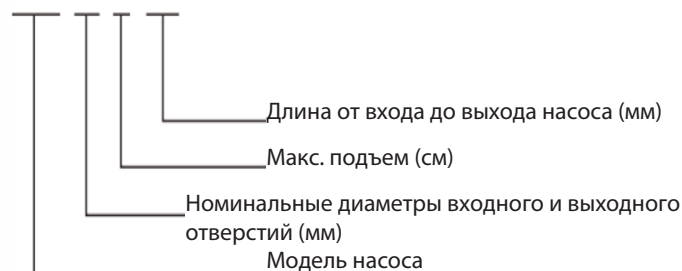 Длина от входа до выхода насоса (мм)
Макс. подъем (см)
Номинальные диаметры входного и выходного
отверстий (мм)
Модель насоса